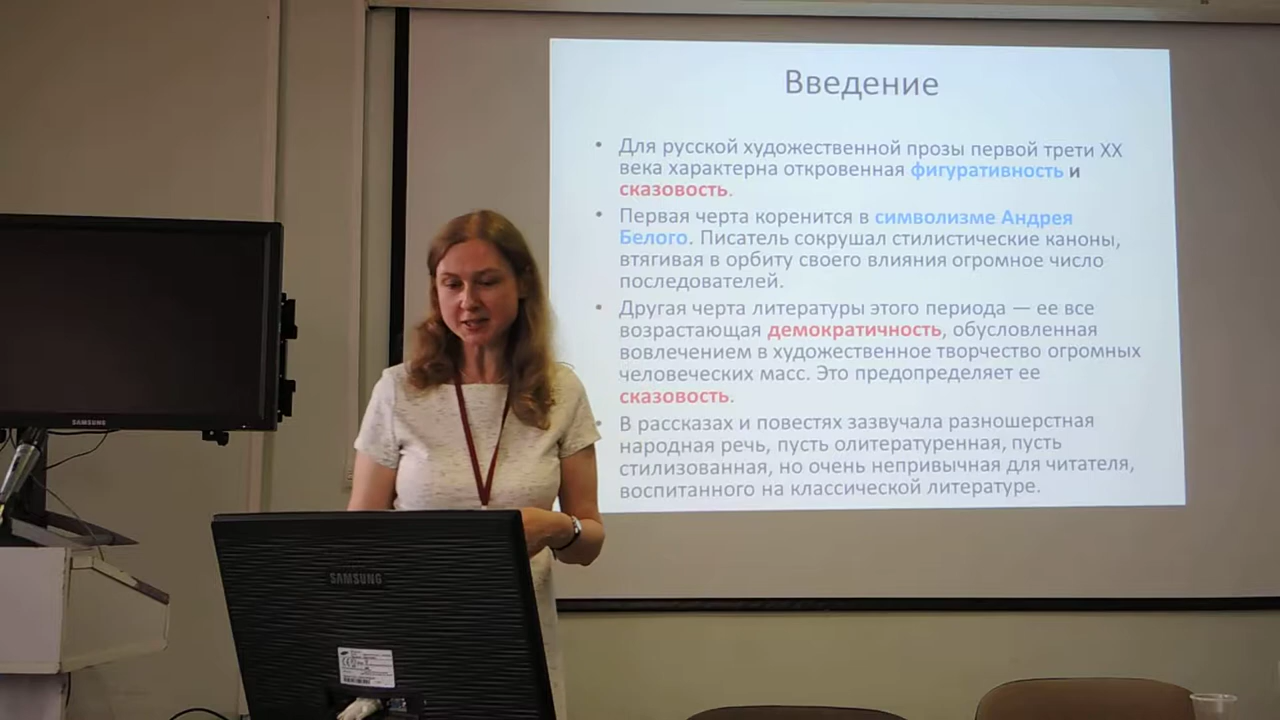 Введение
• Для русской художественной прозы первой трети XX
века характерна откровенная фигуративность и
сказовость.
• Первая черта коренится в символизме Андрея
Белого. Писатель сокрушал стилистические каноны,
втягивая в орбиту своего влияния огромное число
последователей.
• Другая черта литературы этого периода — ее все
возрастающая демократичность, обусловленная
вовлечением в художественное творчество огромных
человеческих масс. Это предопределяет ее
сказовость.
• В рассказах и повестях зазвучала разношерстная
народная речь, пусть олитературенная, пусть
стилизованная, но очень непривычная для читателя,
воспитанного на классической литературе.
SAMSUNG
SAMSUNG